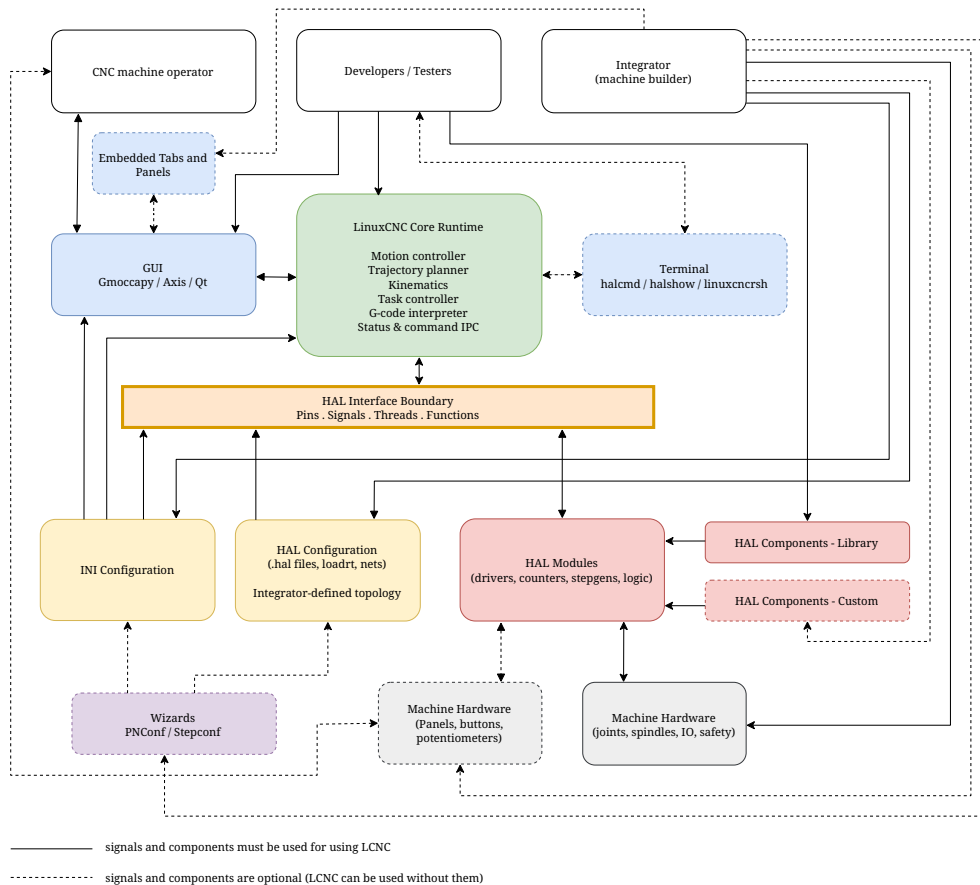 CNC machine operator
Developers / Testers
Integrator
(machine builder)
Embedded Tabs and
Panels
LinuxCNC Core Runtime
Motion controller
Trajectory planner
Kinematics
Task controller
G-code interpreter
Status & command IPC
GUI
Gmoccapy / Axis / Qt
Terminal
halcmd / halshow / linuxcncrsh
HAL Interface Boundary
Pins . Signals . Threads . Functions
INI Configuration
HAL Configuration
(.hal files, loadrt, nets)
Integrator-defined topology
HAL Modules
(drivers, counters, stepgens, logic)
HAL Components - Library
HAL Components - Custom
Wizards
PNConf / Stepconf
Machine Hardware
(Panels, buttons,
potentiometers)
Machine Hardware
(joints, spindles, IO, safety)
signals and components must be used for using LCNC
signals and components are optional (LCNC can be used without them)